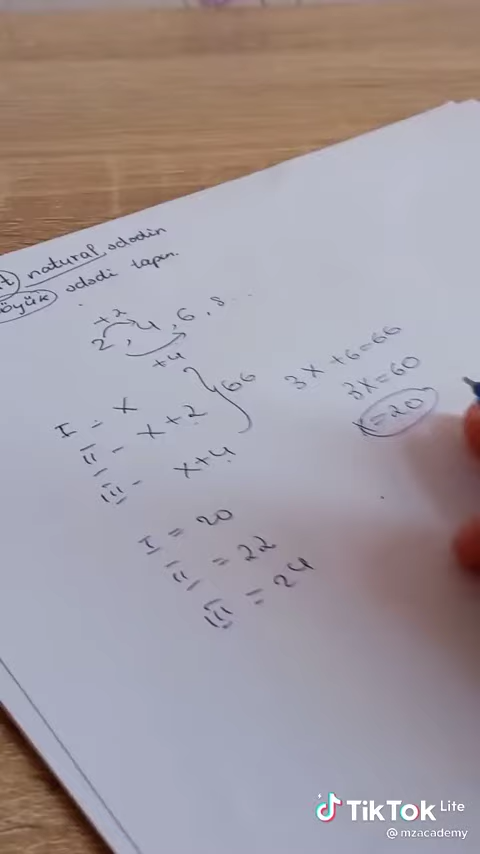 t natural ədədin
öyük ədədi tapın.
+2
2, 4, 6, 8...
+4
I = x
II - x+2
III - x+4
66
3x+6=66
3x=60
x=20
I = 20
II = 22
III = 24
TikTok Lite
@mzacademy